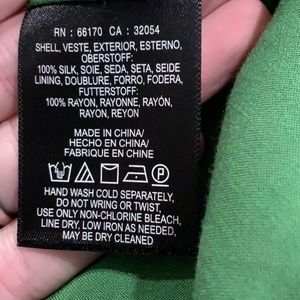 RN : 66170 CA : 32054
SHELL, VESTE, EXTERIOR, ESTERNO,
OBERSTOFF:
100% SILK, SOIE, SEDA, SETA, SEIDE
LINING, DOUBLURE, FORRO, FODERA,
FUTTERSTOFF:
100% RAYON, RAYONNE, RAYÓN,
RAYON, REYON
MADE IN CHINA/
HECHO EN CHINA/
FABRIQUE EN CHINE
P
HAND WASH COLD SEPARATELY,
DO NOT WRING OR TWIST,
USE ONLY NON-CHLORINE BLEACH,
LINE DRY, LOW IRON AS NEEDED,
MAY BE DRY CLEANED